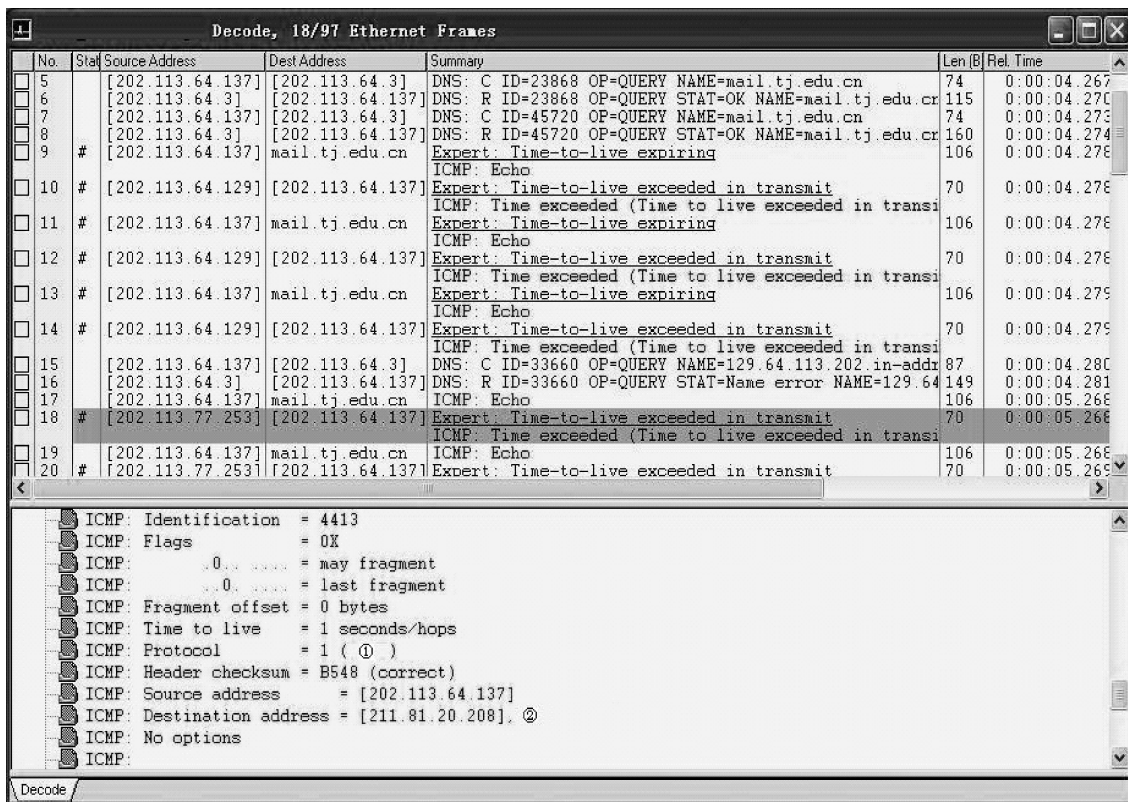 Decode, 18/97 Ethernet Frames
No. Stat Source Address Dest Address Summary Len (B Rel. Time
5 [202.113.64.137] [202.113.64.3] DNS: C ID=23868 OP=QUERY NAME=mail.tj.edu.cn 74 0:00:04.267
6 [202.113.64.3] [202.113.64.137] DNS: R ID=23868 OP=QUERY STAT=OK NAME=mail.tj.edu.cn 115 0:00:04.270
7 [202.113.64.137] [202.113.64.3] DNS: C ID=45720 OP=QUERY NAME=mail.tj.edu.cn 74 0:00:04.273
8 [202.113.64.3] [202.113.64.137] DNS: R ID=45720 OP=QUERY STAT=OK NAME=mail.tj.edu.cn 160 0:00:04.274
9 # [202.113.64.137] mail.tj.edu.cn Expert: Time-to-live expiring 106 0:00:04.278
ICMP: Echo
10 # [202.113.64.129] [202.113.64.137] Expert: Time-to-live exceeded in transmit 70 0:00:04.278
ICMP: Time exceeded (Time to live exceeded in transi
11 # [202.113.64.137] mail.tj.edu.cn Expert: Time-to-live expiring 106 0:00:04.278
ICMP: Echo
12 # [202.113.64.129] [202.113.64.137] Expert: Time-to-live exceeded in transmit 70 0:00:04.278
ICMP: Time exceeded (Time to live exceeded in transi
13 # [202.113.64.137] mail.tj.edu.cn Expert: Time-to-live expiring 106 0:00:04.279
ICMP: Echo
14 # [202.113.64.129] [202.113.64.137] Expert: Time-to-live exceeded in transmit 70 0:00:04.279
ICMP: Time exceeded (Time to live exceeded in transi
15 [202.113.64.137] [202.113.64.3] DNS: C ID=33660 OP=QUERY NAME=129.64.113.202.in-addr 87 0:00:04.280
16 [202.113.64.3] [202.113.64.137] DNS: R ID=33660 OP=QUERY STAT=Name error NAME=129.64 149 0:00:04.281
17 [202.113.64.137] mail.tj.edu.cn ICMP: Echo 106 0:00:05.268
18 # [202.113.77.253] [202.113.64.137] Expert: Time-to-live exceeded in transmit 70 0:00:05.268
ICMP: Time exceeded (Time to live exceeded in transi
19 [202.113.64.137] mail.tj.edu.cn ICMP: Echo 106 0:00:05.268
20 # [202.113.77.253] [202.113.64.137] Expert: Time-to-live exceeded in transmit 70 0:00:05.269
ICMP: Identification = 4413
ICMP: Flags = 0X
ICMP: .0.. .... = may fragment
ICMP: ..0. .... = last fragment
ICMP: Fragment offset = 0 bytes
ICMP: Time to live = 1 seconds/hops
ICMP: Protocol = 1 ( ① )
ICMP: Header checksum = B548 (correct)
ICMP: Source address = [202.113.64.137]
ICMP: Destination address = [211.81.20.208], ②
ICMP: No options
ICMP:
Decode